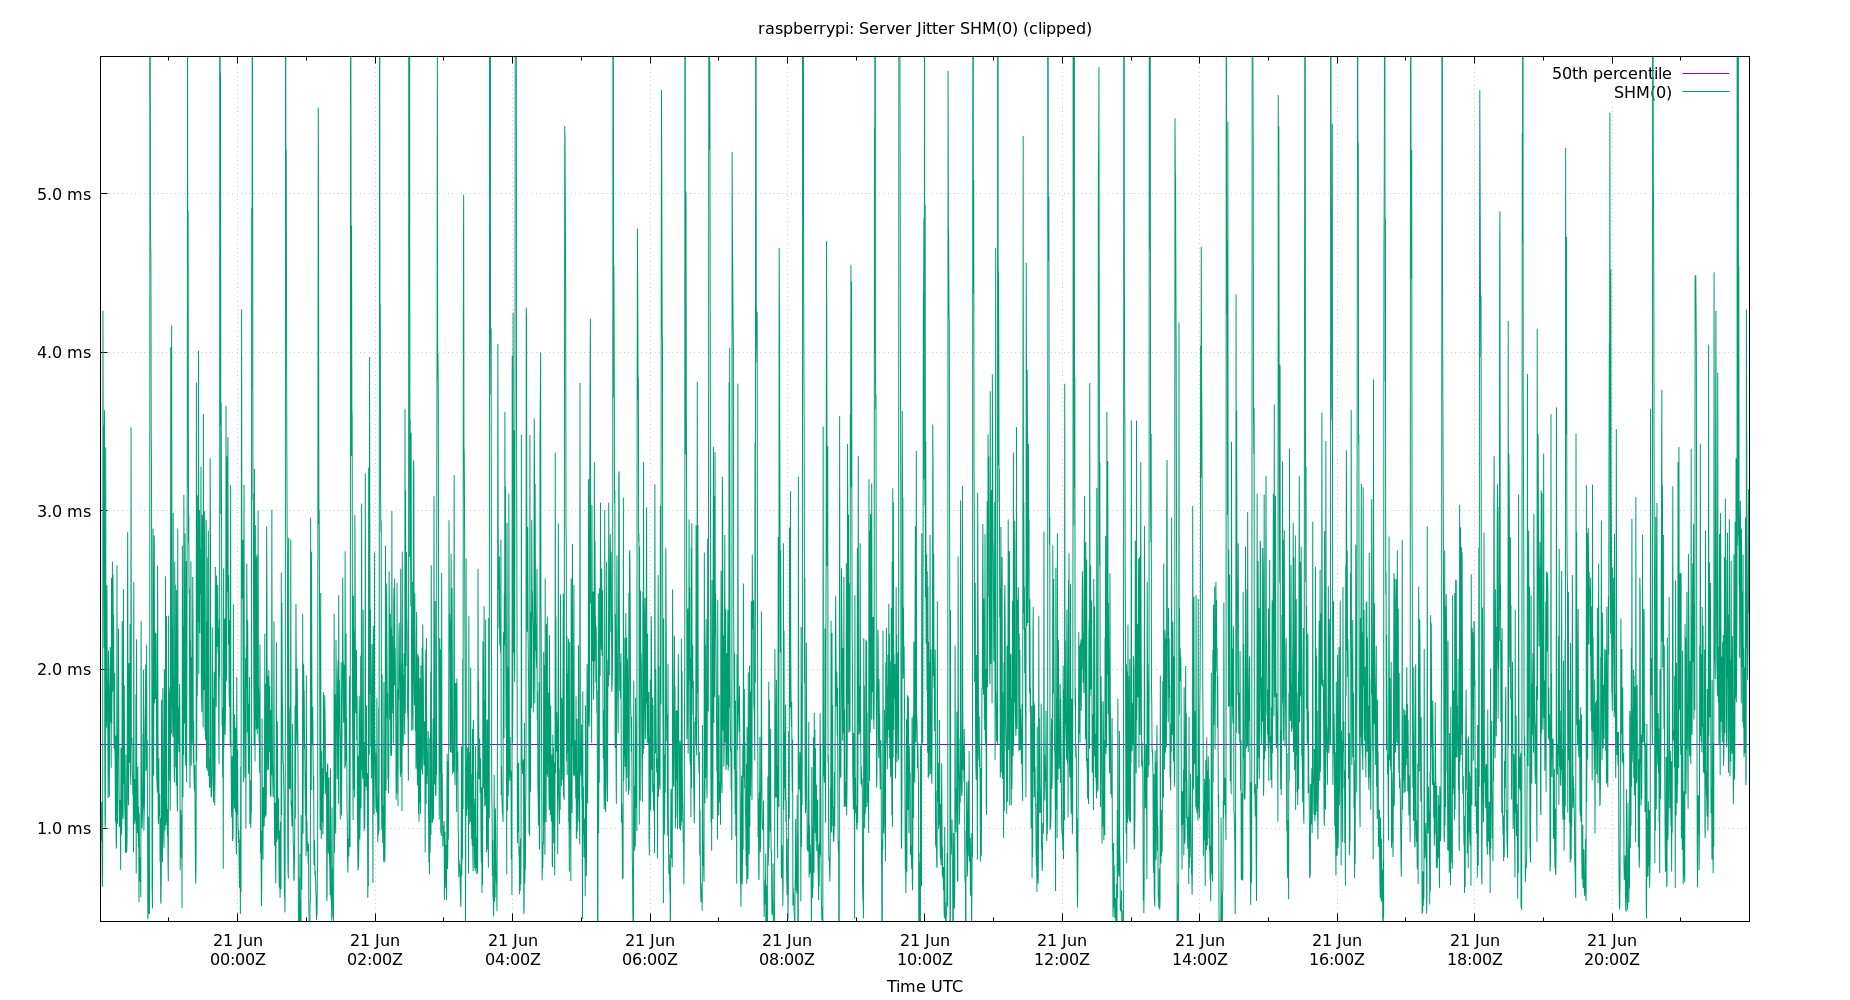 raspberrypi: Server Jitter SHM(0) (clipped)
50th percentile
SHM(0)
5.0 ms
4.0 ms
3.0 ms
2.0 ms
1.0 ms
21 Jun 21 Jun 21 Jun 21 Jun 21 Jun 21 Jun 21 Jun 21 Jun 21 Jun 21 Jun 21 Jun
00:00Z 02:00Z 04:00Z 06:00Z 08:00Z 10:00Z 12:00Z 14:00Z 16:00Z 18:00Z 20:00Z
Time UTC